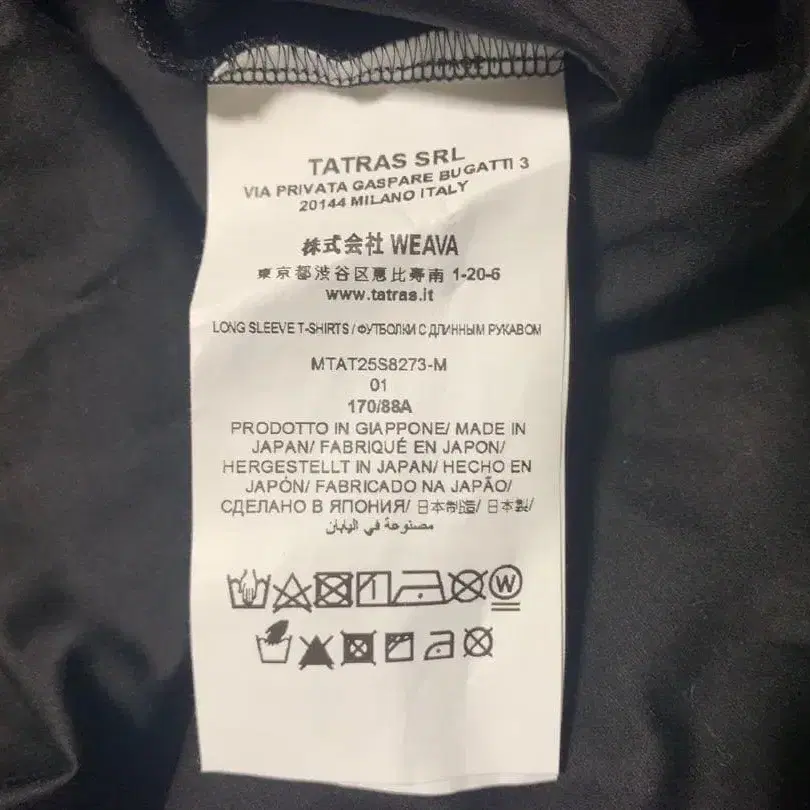 TATRAS SRL
VIA PRIVATA GASPARE BUGATTI 3
20144 MILANO ITALY
株式会社 WEAVA
東京都渋谷区恵比寿南 1-20-6
www.tatras.it
LONG SLEEVE T-SHIRTS / ФУТБОЛКИ С ДЛИННЫМ РУКАВОМ
MTAT25S8273-M
01
170/88A
PRODOTTO IN GIAPPONE/ MADE IN
JAPAN/ FABRIQUÉ EN JAPON/
HERGESTELLT IN JAPAN/ HECHO EN
JAPÓN/ FABRICADO NA JAPÃO/
СДЕЛАНО В ЯПОНИЯ/ 日本制造/ 日本製/
مصنوعة في اليابان
W